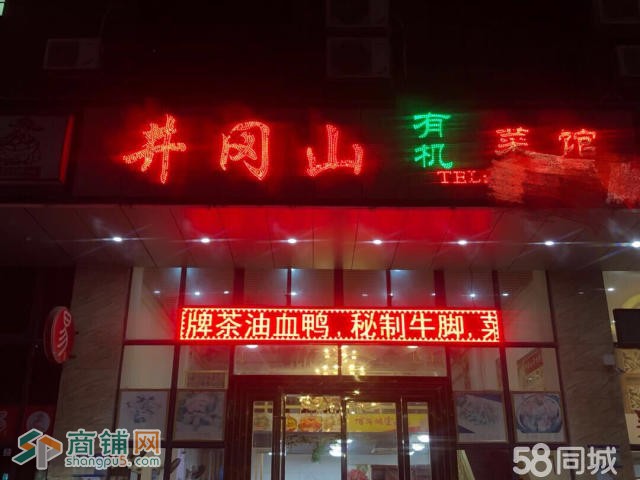 井冈山有机菜馆
TEL:
牌茶油血鸭,秘制牛脚,菜
商铺网
shangpu5.com
58同城